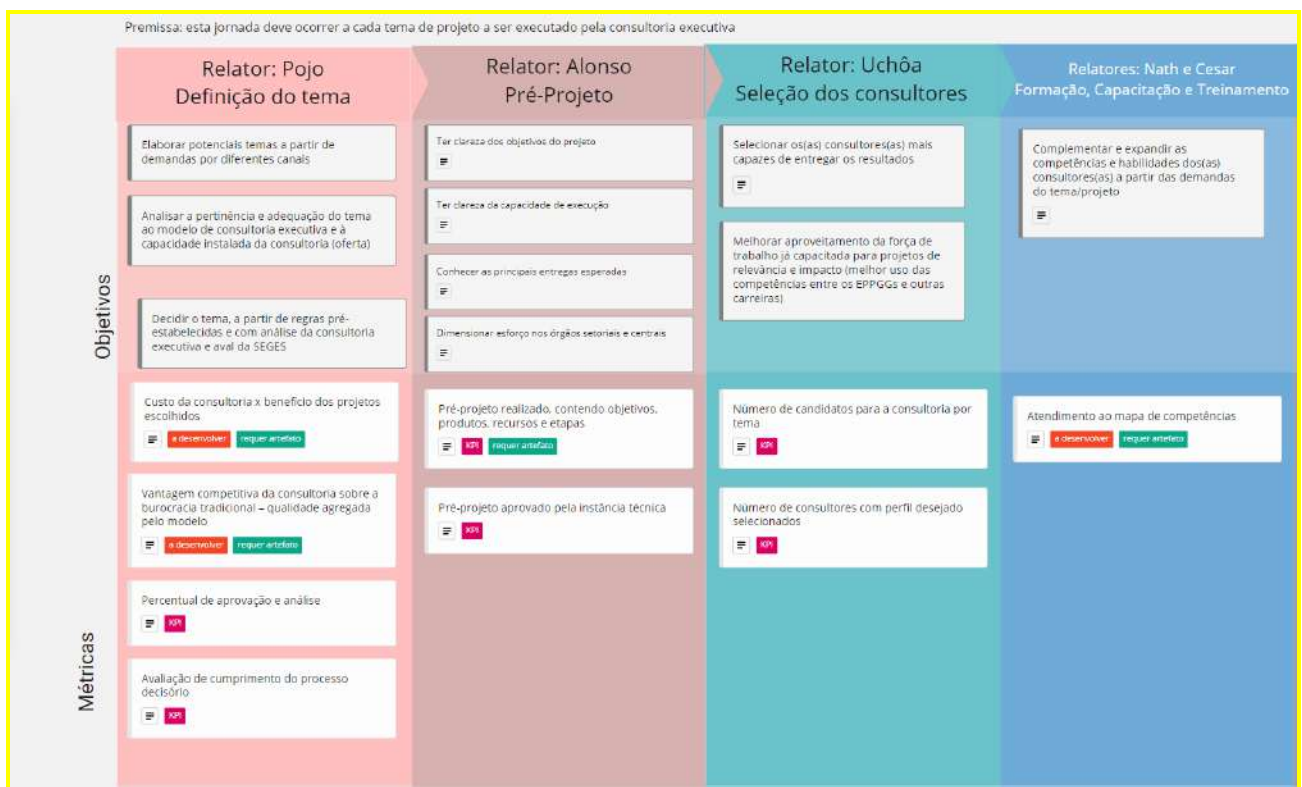 Premissa: esta jornada deve ocorrer a cada tema de projeto a ser executado pela consultoria executiva
Relator: Pojo
Definição do tema
Relator: Alonso
Pré-Projeto
Relator: Uchôa
Seleção dos consultores
Relatores: Nath e Cesar
Formação, Capacitação e Treinamento
Objetivos
Elaborar potenciais temas a partir de
demandas por diferentes canais
Analisar a pertinência e adequação do tema
ao modelo de consultoria executiva e à
capacidade instalada da consultoria (oferta)
Decidir o tema, a partir de regras pré-
estabelecidas e com análise da consultoria
executiva e aval da SEGES
Ter clareza dos objetivos do projeto
Ter clareza da capacidade de execução
Conhecer as principais entregas esperadas
Dimensionar esforço nos órgãos setoriais e centrais
Selecionar os(as) consultores(as) mais
capazes de entregar os resultados
Melhorar aproveitamento da força de
trabalho já capacitada para projetos de
relevância e impacto (melhor uso das
competências entre os EPPGGs e outras
carreiras)
Complementar e expandir as
competências e habilidades dos(as)
consultores(as) a partir das demandas
do tema/projeto
Métricas
Custo da consultoria x benefício dos projetos
escolhidos
a desenvolver requer artefato
Vantagem competitiva da consultoria sobre a
burocracia tradicional – qualidade agregada
pelo modelo
a desenvolver requer artefato
Percentual de aprovação e análise
KPI
Avaliação de cumprimento do processo
decisório
KPI
Pré-projeto realizado, contendo objetivos,
produtos, recursos e etapas
KPI requer artefato
Pré-projeto aprovado pela instância técnica
KPI
Número de candidatos para a consultoria por
tema
KPI
Número de consultores com perfil desejado
selecionados
KPI
Atendimento ao mapa de competências
a desenvolver requer artefato